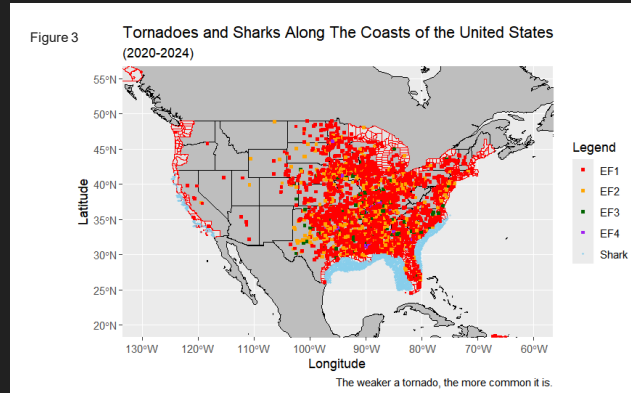 Figure 3
Tornadoes and Sharks Along The Coasts of the United States
(2020-2024)
55°N
50°N
45°N
40°N
35°N
30°N
25°N
20°N
Latitude
130°W 120°W 110°W 100°W 90°W 80°W 70°W 60°W
Longitude
Legend
EF1
EF2
EF3
EF4
Shark
The weaker a tornado, the more common it is.